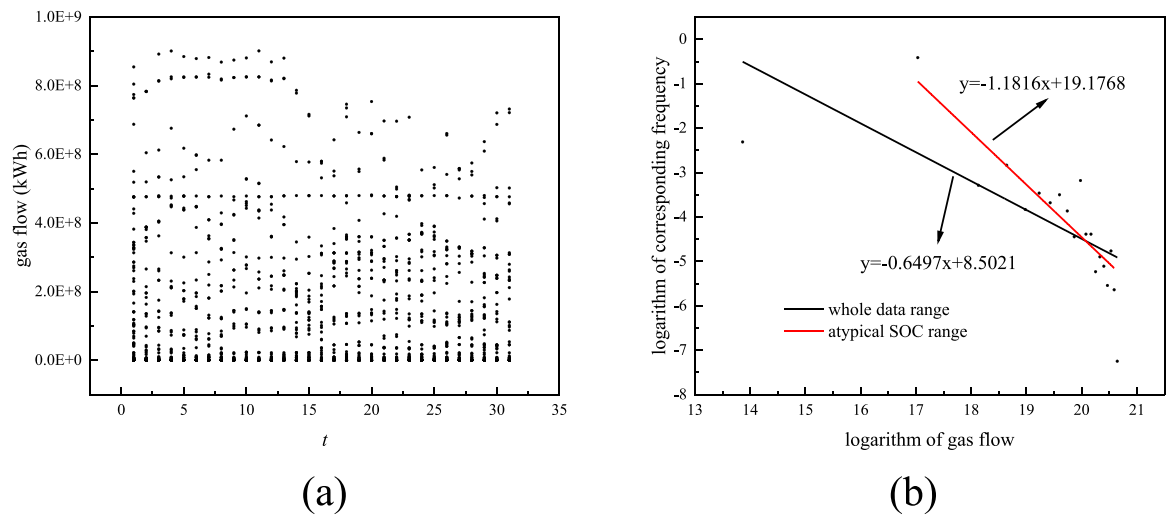 1.0E+9
8.0E+8
6.0E+8
4.0E+8
2.0E+8
0.0E+0
gas flow (kWh)
0 5 10 15 20 25 30 35
t
(a)
0
-1
-2
-3
-4
-5
-6
-7
-8
logarithm of corresponding frequency
y=-1.1816x+19.1768
y=-0.6497x+8.5021
whole data range
atypical SOC range
13 14 15 16 17 18 19 20 21
logarithm of gas flow
(b)